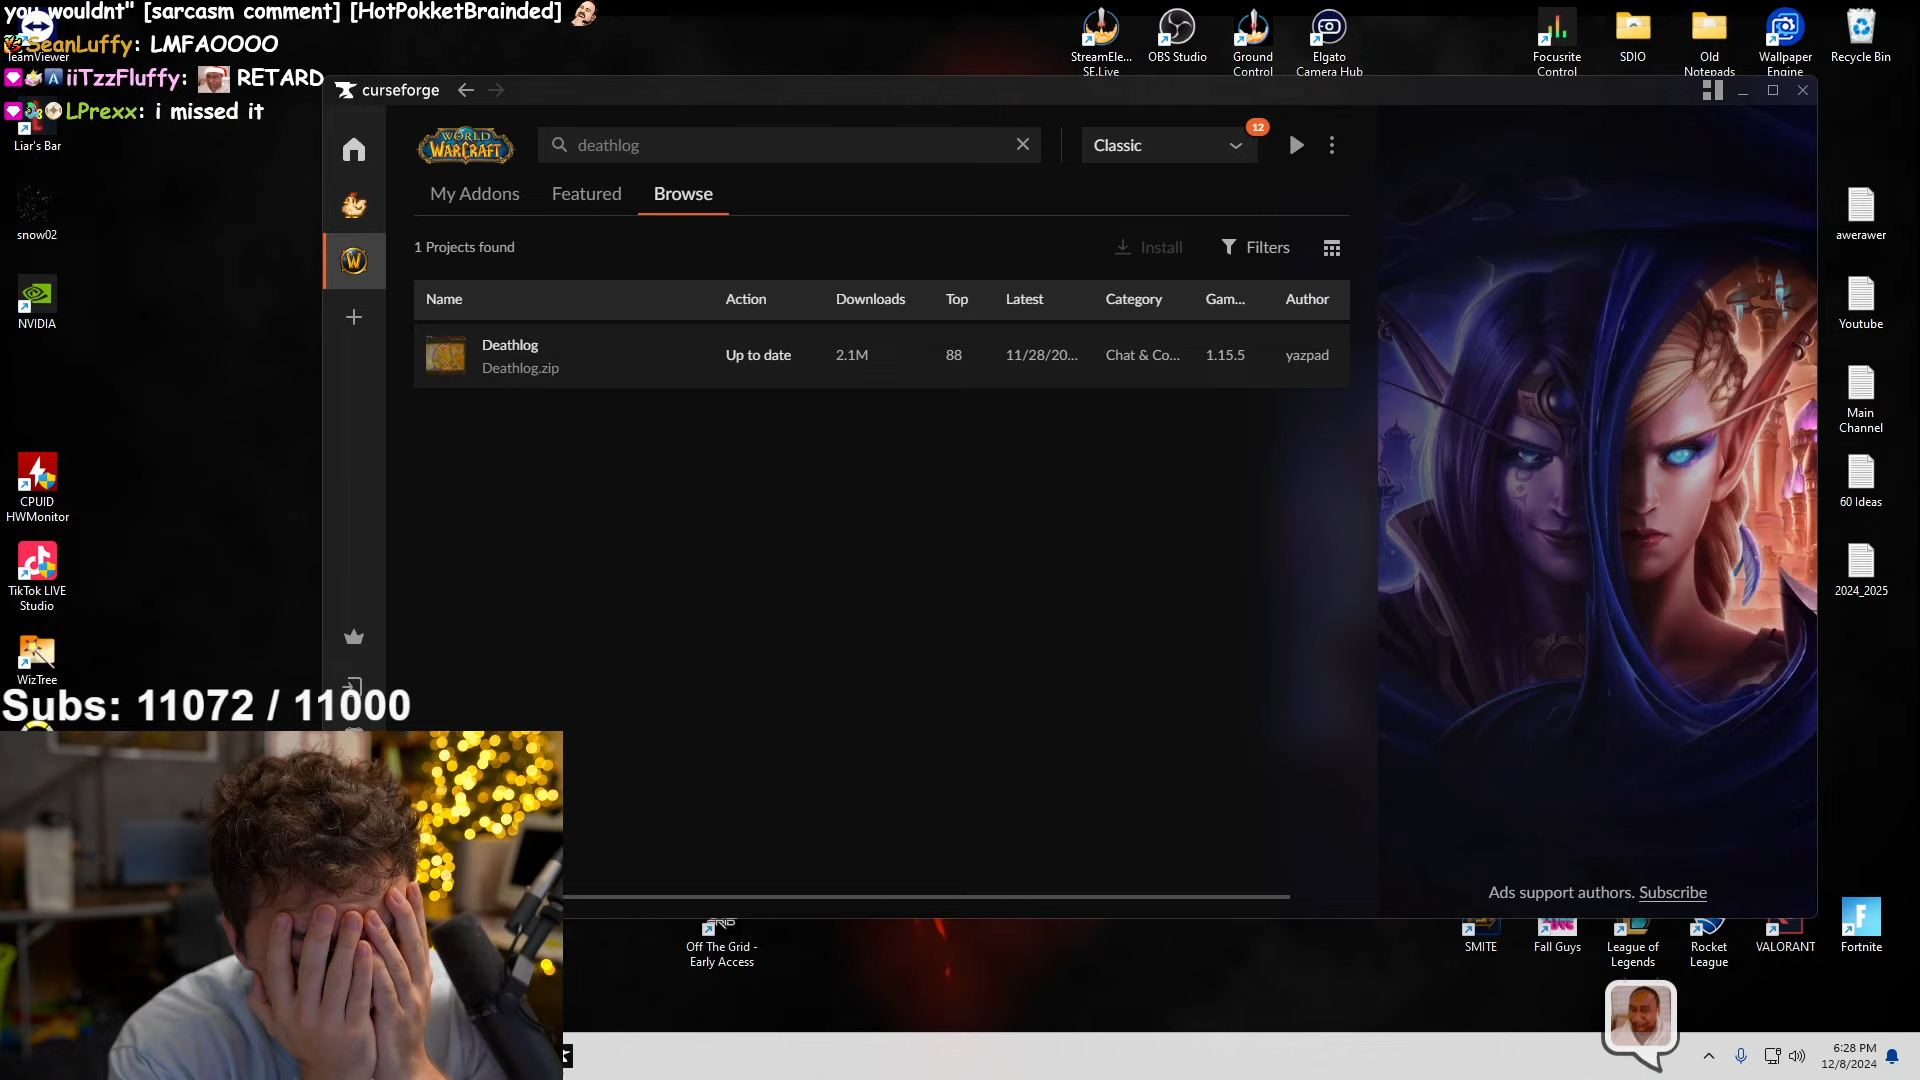 you wouldnt" [sarcasm comment] [HotPokketBrainded]
SeanLuffy: LMFAOOOO
TeamViewer
iiTzzFluffy: RETARD
LPrexx: i missed it
Liar's Bar
snow02
NVIDIA
CPUID
HWMonitor
TikTok LIVE
Studio
WizTree
Subs: 11072 / 11000
StreamEle...
SE.Live
OBS Studio
Ground
Control
Elgato
Camera Hub
Focusrite
Control
SDIO
Old
Notepads
Wallpaper
Engine
Recycle Bin
curseforge
WORLD
WARCRAFT
deathlog
Classic
12
My Addons
Featured
Browse
1 Projects found
Install
Filters
Name
Action
Downloads
Top
Latest
Category
Gam...
Author
Deathlog
Deathlog.zip
Up to date
2.1M
88
11/28/20...
Chat & Co...
1.15.5
yazpad
Ads support authors. Subscribe
awerawer
Youtube
Main
Channel
60 Ideas
2024_2025
Off The Grid -
Early Access
SMITE
Fall Guys
League of
Legends
Rocket
League
VALORANT
Fortnite
6:28 PM
12/8/2024